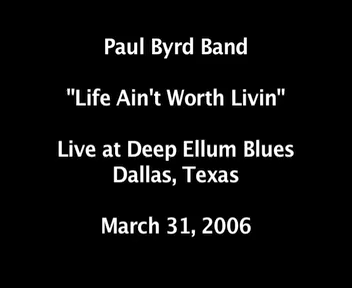 Paul Byrd Band
"Life Ain't Worth Livin"
Live at Deep Ellum Blues
Dallas, Texas
March 31, 2006